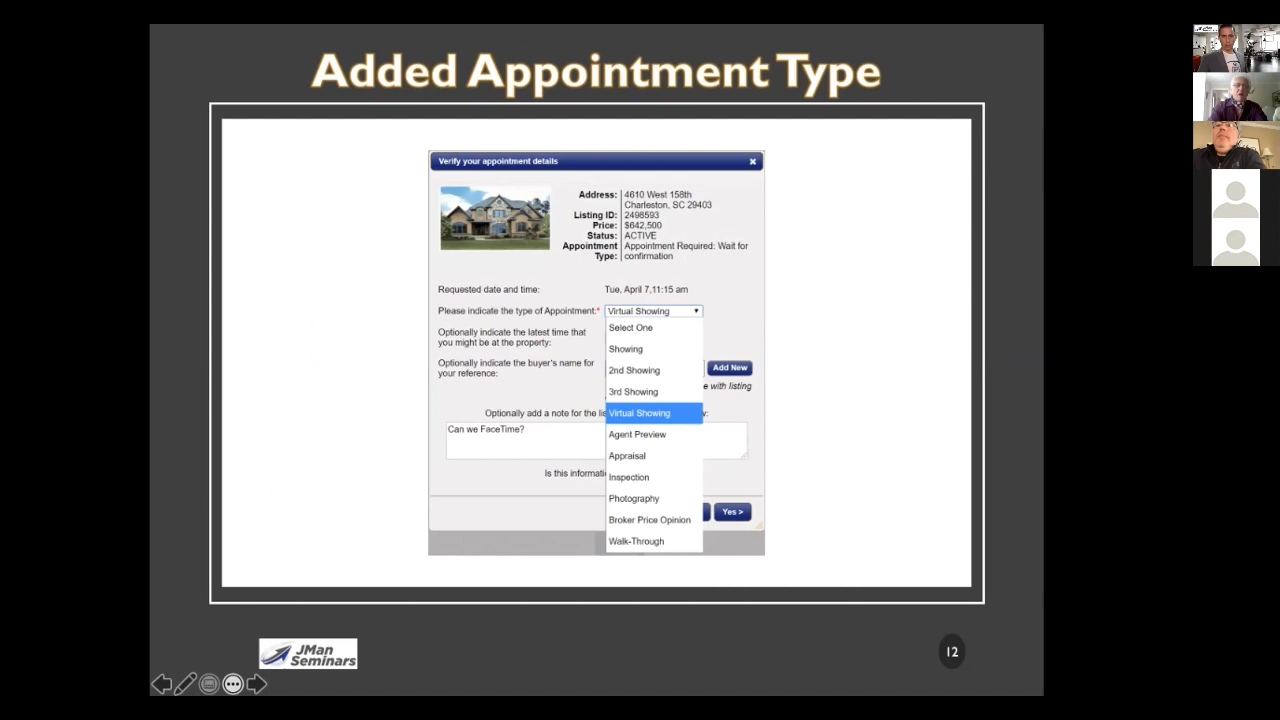 Added Appointment Type
Verify your appointment details
Address: 4610 West 158th
Charleston, SC 29403
Listing ID: 2498593
Price: $642,500
Status: ACTIVE
Appointment Appointment Required: Wait for
Type: confirmation
Requested date and time: Tue, April 7,11:15 am
Please indicate the type of Appointment:* Virtual Showing
Optionally indicate the latest time that
you might be at the property:
Optionally indicate the buyer's name for
your reference:
Add New
with listing
Select One
Showing
2nd Showing
3rd Showing
Virtual Showing
Agent Preview
Appraisal
Inspection
Photography
Broker Price Opinion
Walk-Through
Optionally add a note for the
Can we FaceTime?
Is this
Yes >
JMan
Seminars
12